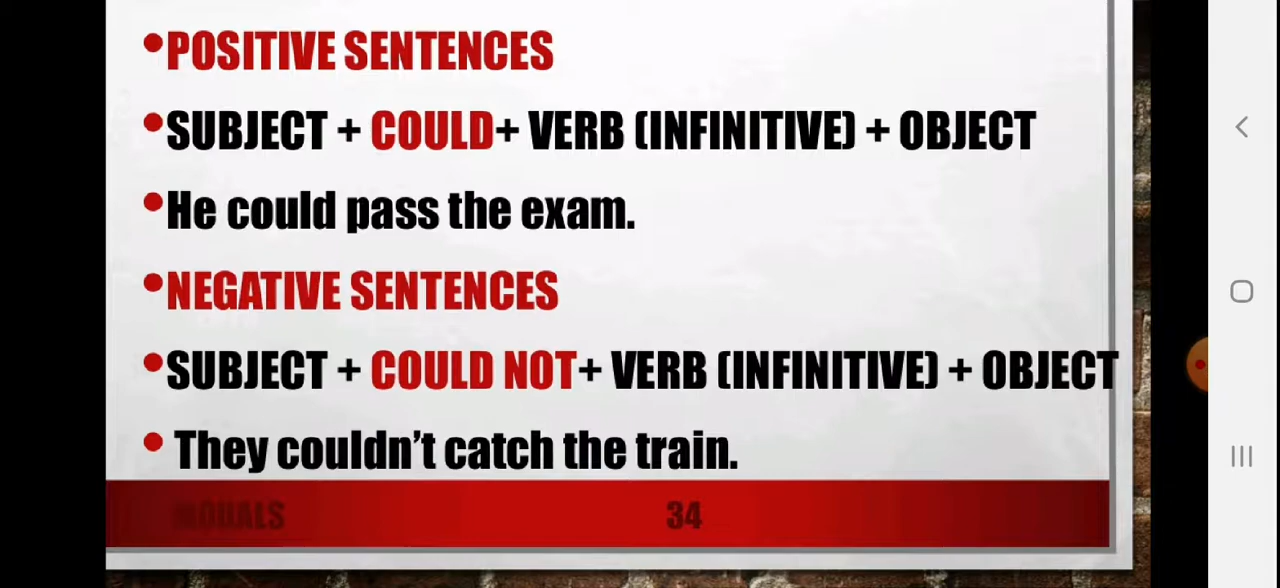 •POSITIVE SENTENCES
•SUBJECT + COULD+ VERB (INFINITIVE) + OBJECT
•He could pass the exam.
•NEGATIVE SENTENCES
•SUBJECT + COULD NOT+ VERB (INFINITIVE) + OBJECT
• They couldn't catch the train.
MODALS 34